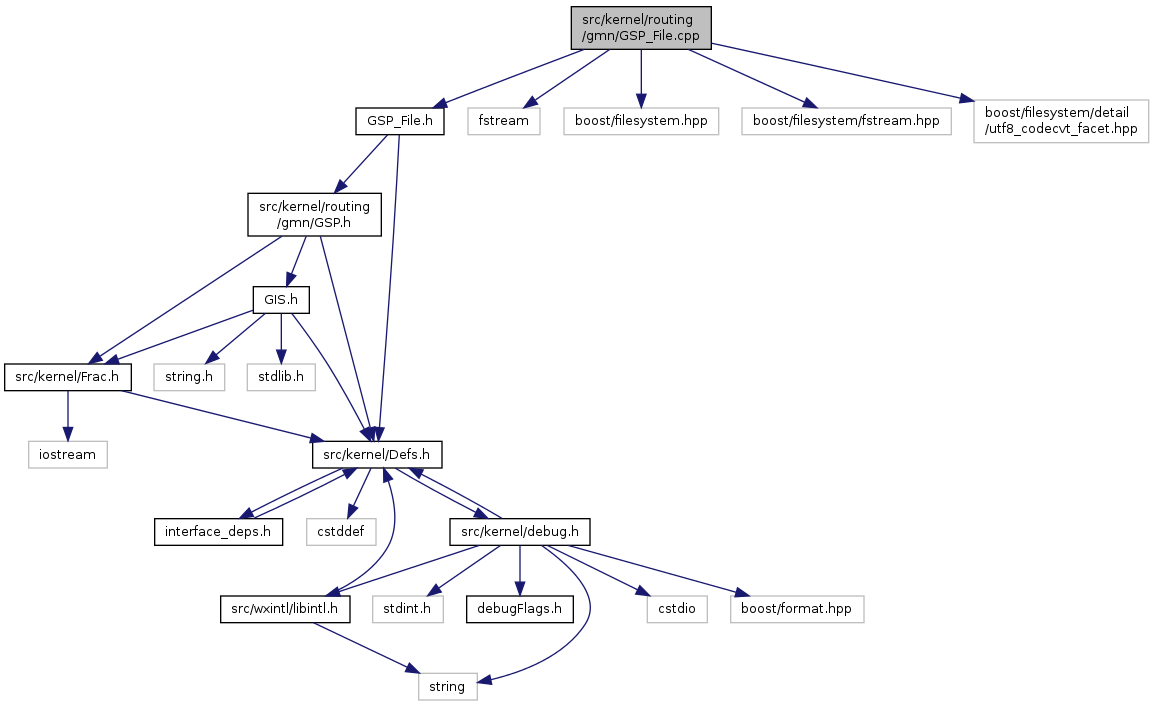 src/kernel/routing
/gmn/GSP_File.cpp
GSP_File.h
fstream
boost/filesystem.hpp
boost/filesystem/fstream.hpp
boost/filesystem/detail
/utf8_codecvt_facet.hpp
src/kernel/routing
/gmn/GSP.h
GIS.h
src/kernel/Frac.h
string.h
stdlib.h
iostream
src/kernel/Defs.h
interface_deps.h
cstddef
src/kernel/debug.h
src/wxintl/libintl.h
stdint.h
debugFlags.h
cstdio
boost/format.hpp
string